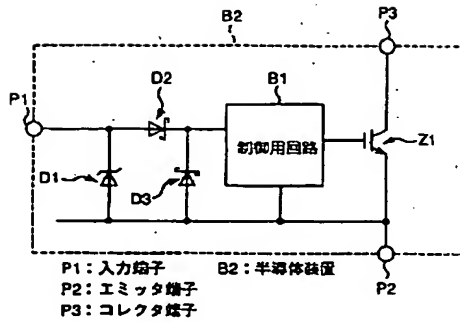 B2
P3
P1
D2
B1
制御用回路
Z1
D1
D3
P2
P1:入力端子 B2:半導体装置
P2:エミッタ端子
P3:コレクタ端子